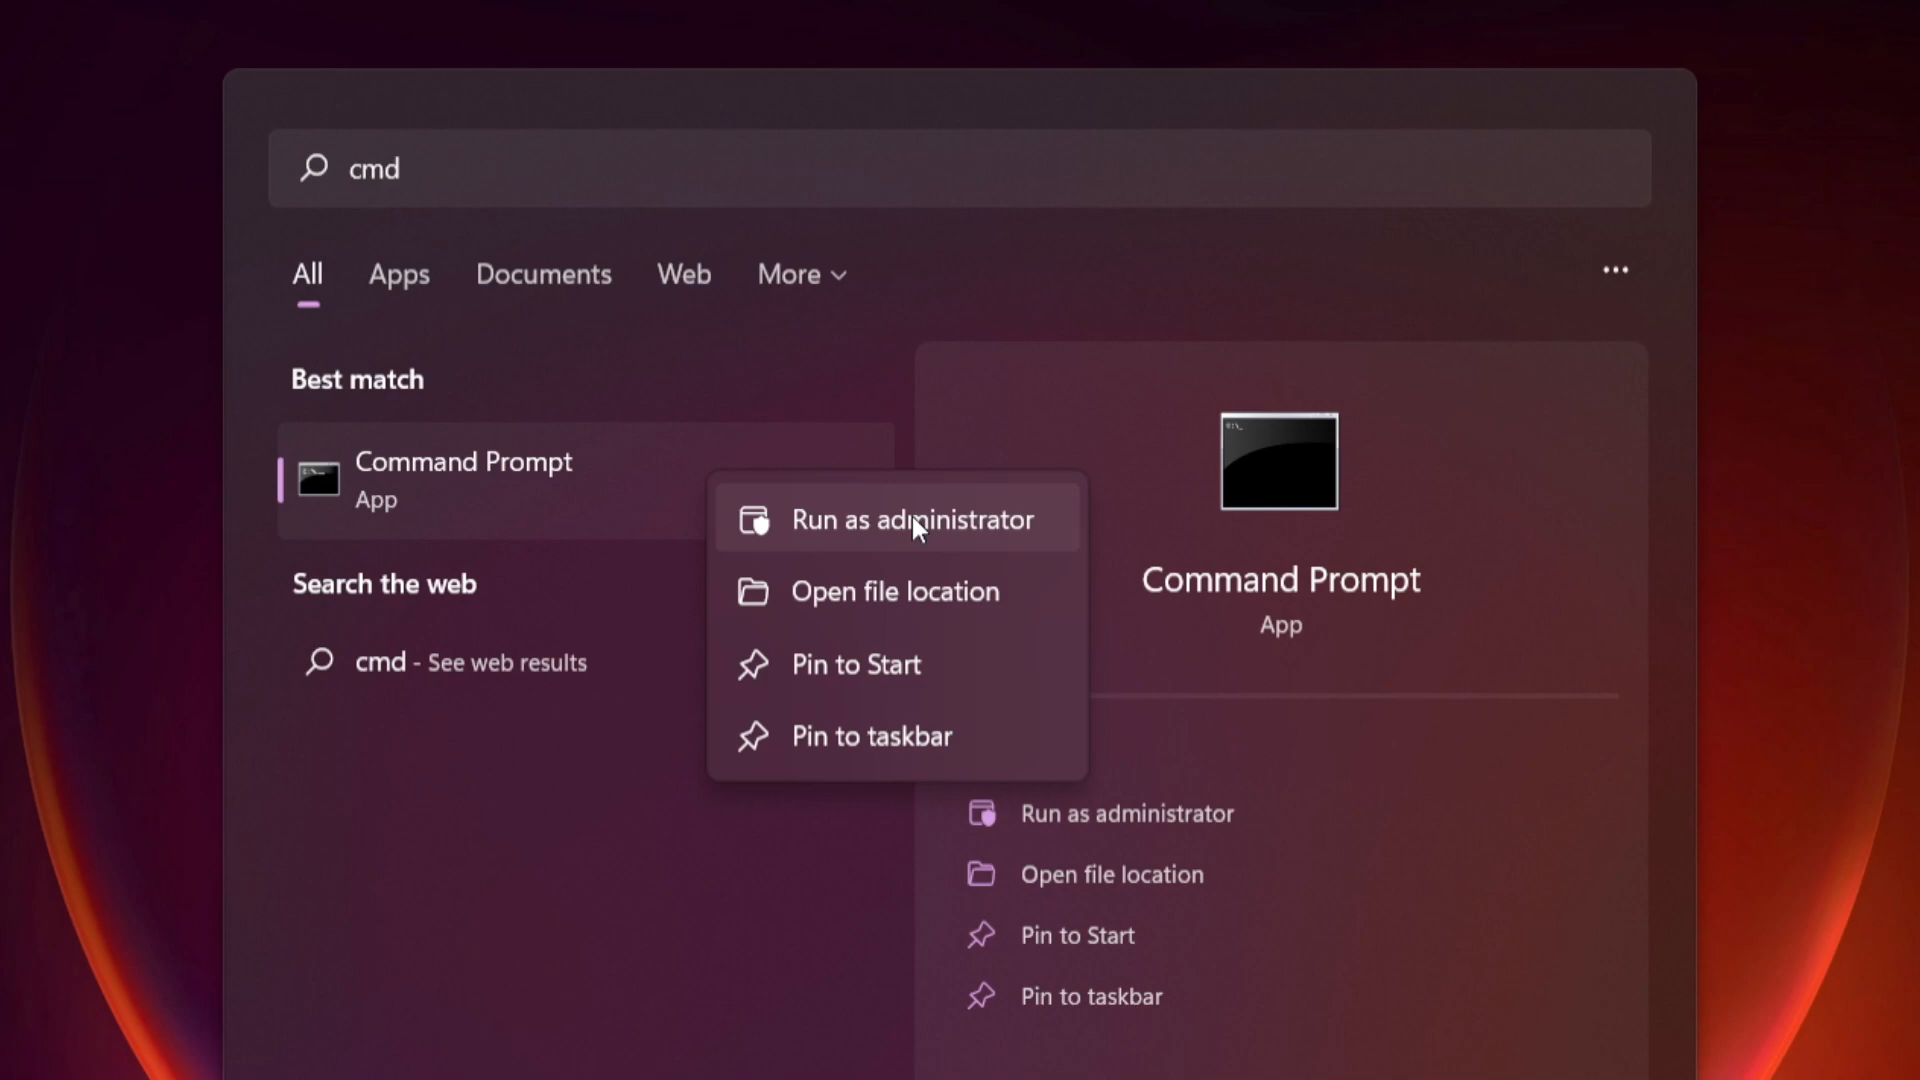 cmd
All
Apps
Documents
Web
More
Best match
Command Prompt
App
Search the web
cmd - See web results
Run as administrator
Open file location
Pin to Start
Pin to taskbar
Command Prompt
App
Run as administrator
Open file location
Pin to Start
Pin to taskbar